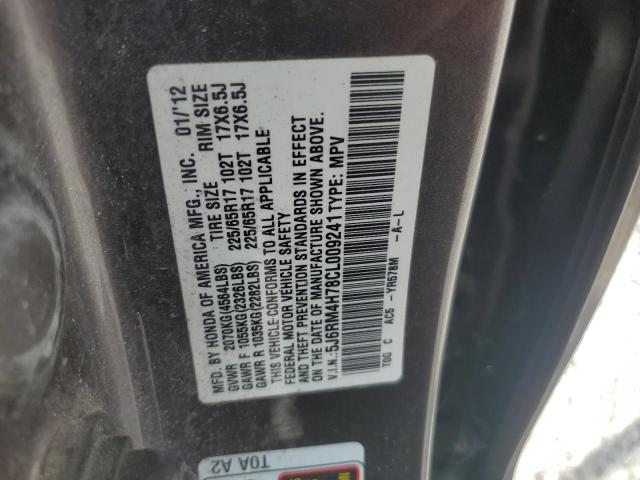 MFD. BY HONDA OF AMERICA MFG., INC. 01/'12
TIRE SIZE RIM SIZE
GVWR 2070KG(4564LBS)
GAWR F 1055KG(2326LBS) 225/65R17 102T 17X6.5J
GAWR R 1035KG(2282LBS) 225/65R17 102T 17X6.5J
THIS VEHICLE CONFORMS TO ALL APPLICABLE
FEDERAL MOTOR VEHICLE SAFETY
AND THEFT PREVENTION STANDARDS IN EFFECT
ON THE DATE OF MANUFACTURE SHOWN ABOVE.
V.I.N.:5J6RM4H78CL009241 TYPE: MPV
TOG C AC5 -YR578M -A-L
T0A A2